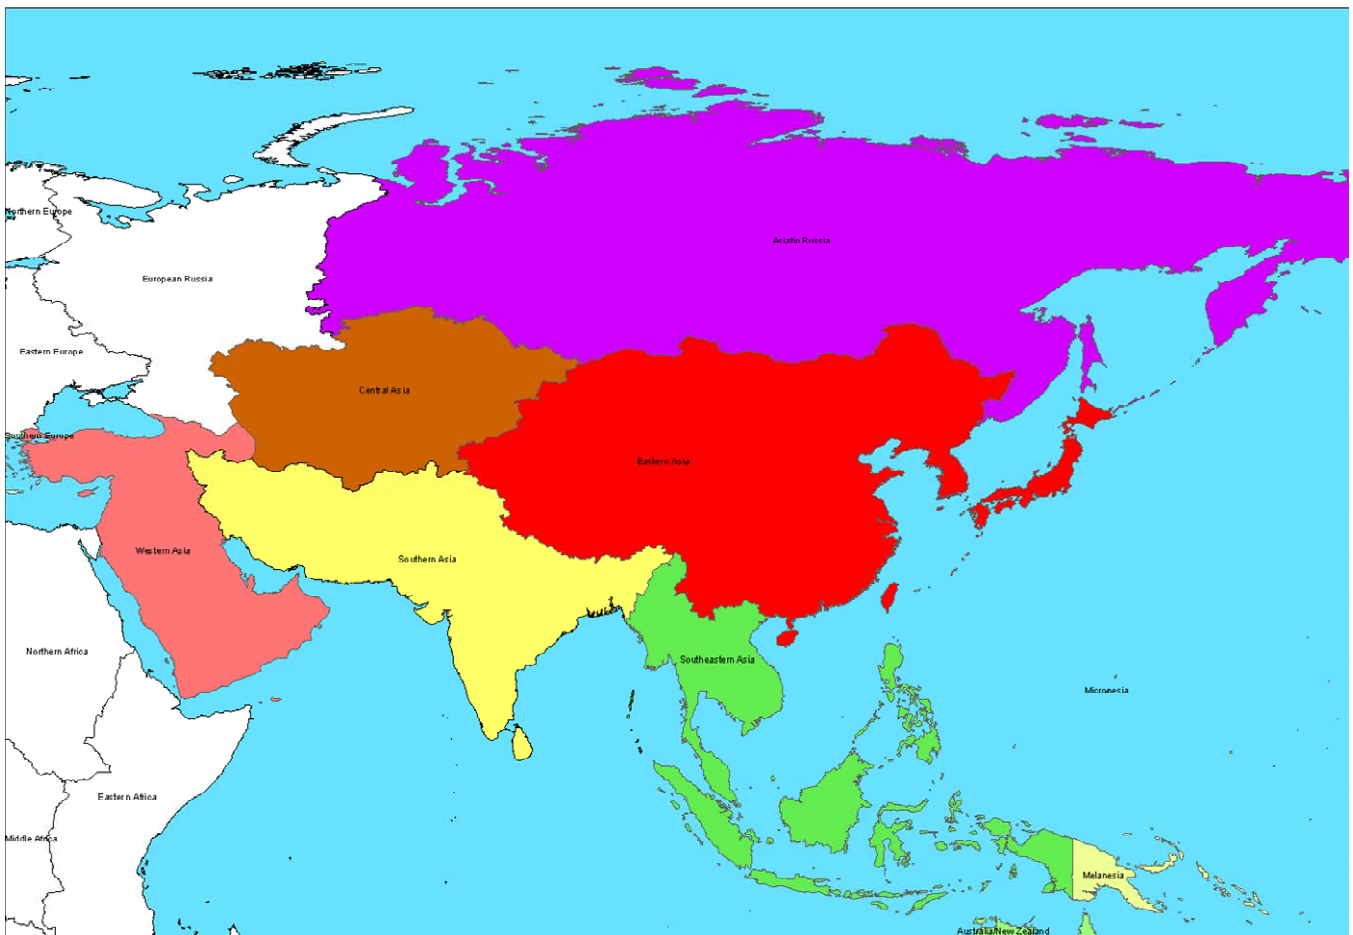 Northern Europe
Asiatic Russia
European Russia
Eastern Europe
Central Asia
Southern Europe
Eastern Asia
Western Asia
Southern Asia
Northern Africa
Southeastern Asia
Micronesia
Eastern Africa
Middle Africa
Melanesia
Australia/New Zealand